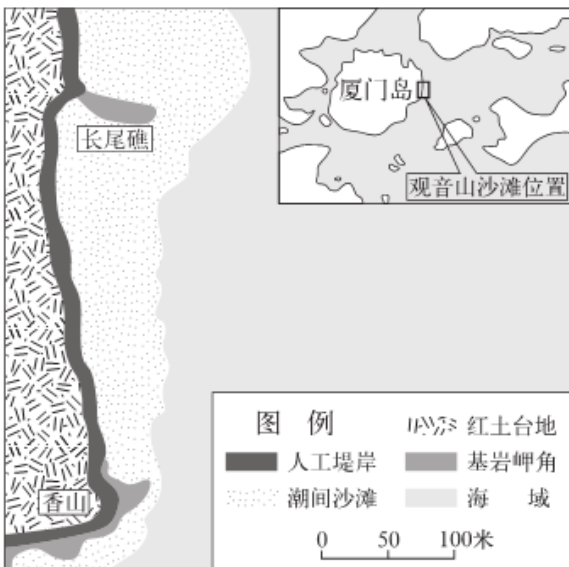 厦门岛
观音山沙滩位置
长尾礁
香山
图 例
红土台地
人工堤岸
基岩岬角
潮间沙滩
海 域
0 50 100米